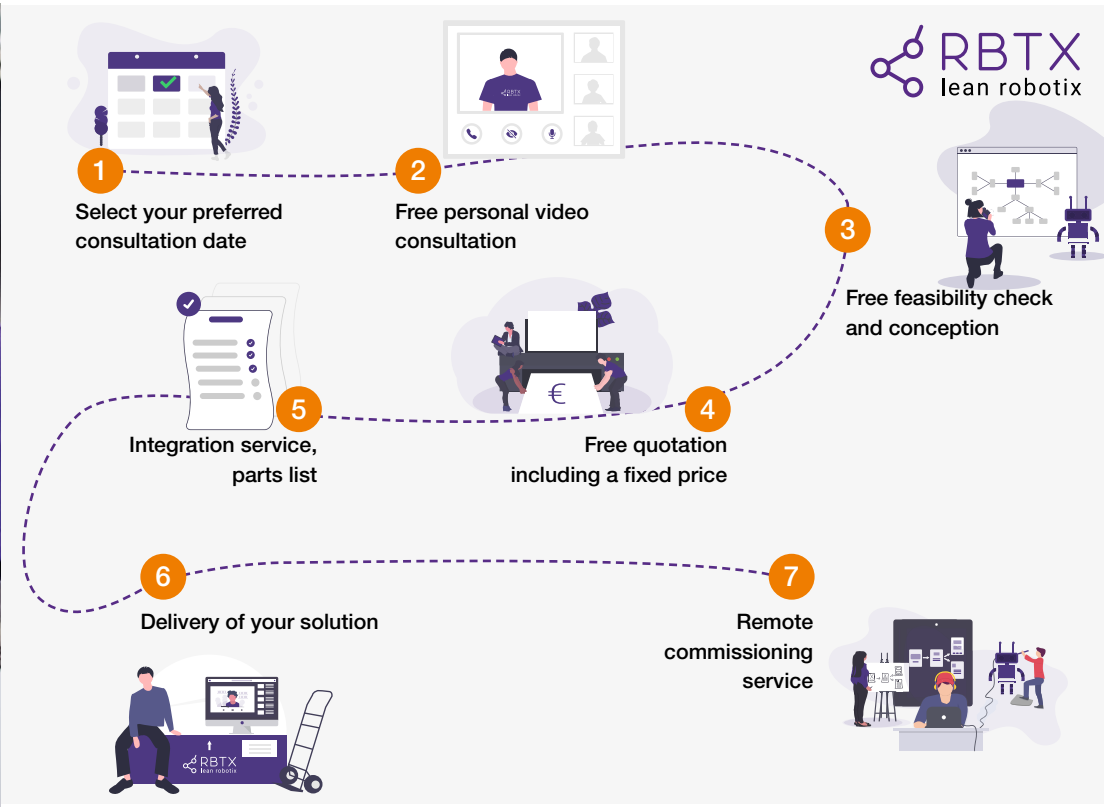 RBTX
lean robotix
1
Select your preferred
consultation date
RBTX
2
Free personal video
consultation
3
Free feasibility check
and conception
€
4
Free quotation
including a fixed price
5
Integration service,
parts list
6
Delivery of your solution
RBTX
lean robotix
7
Remote
commissioning
service